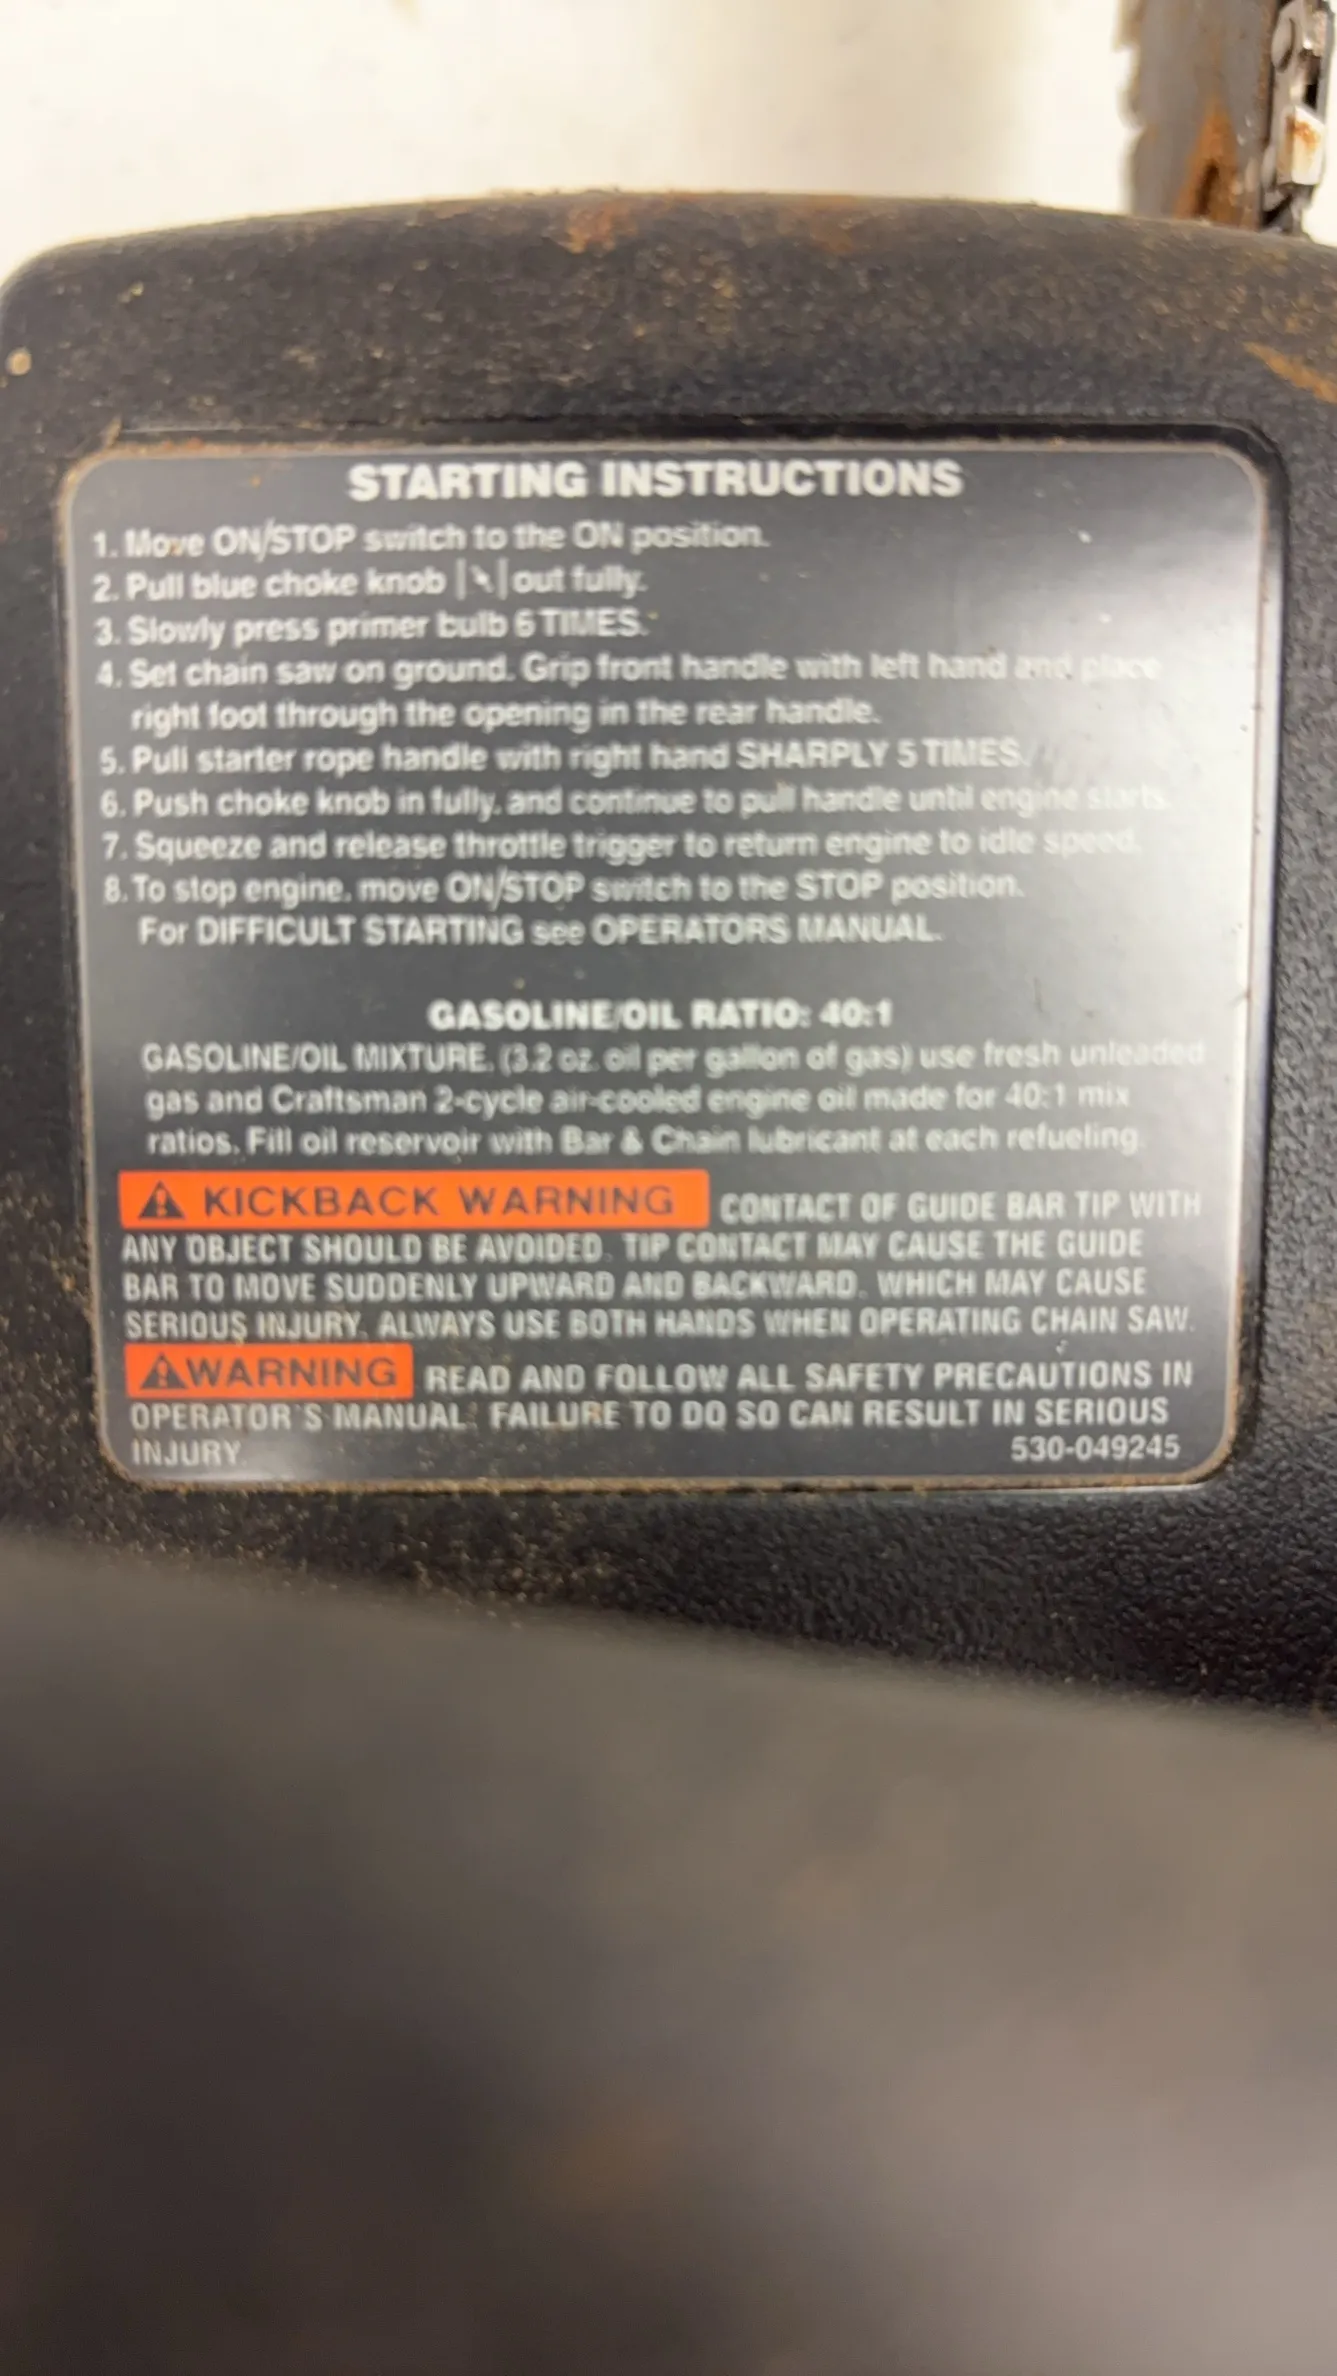 STARTING INSTRUCTIONS
1. Move ON/STOP switch to the ON position.
2. Pull blue choke knob |\| out fully.
3. Slowly press primer bulb 6 TIMES.
4. Set chain saw on ground. Grip front handle with left hand and place
right foot through the opening in the rear handle.
5. Pull starter rope handle with right hand SHARPLY 5 TIMES.
6. Push choke knob in fully, and continue to pull handle until engine starts.
7. Squeeze and release throttle trigger to return engine to idle speed.
8. To stop engine, move ON/STOP switch to the STOP position.
For DIFFICULT STARTING see OPERATORS MANUAL.
GASOLINE/OIL RATIO: 40:1
GASOLINE/OIL MIXTURE. (3.2 oz. oil per gallon of gas) use fresh unleaded
gas and Craftsman 2-cycle air-cooled engine oil made for 40:1 mix
ratios. Fill oil reservoir with Bar & Chain lubricant at each refueling.
⚠ KICKBACK WARNING CONTACT OF GUIDE BAR TIP WITH
ANY OBJECT SHOULD BE AVOIDED. TIP CONTACT MAY CAUSE THE GUIDE
BAR TO MOVE SUDDENLY UPWARD AND BACKWARD, WHICH MAY CAUSE
SERIOUS INJURY. ALWAYS USE BOTH HANDS WHEN OPERATING CHAIN SAW.
⚠WARNING READ AND FOLLOW ALL SAFETY PRECAUTIONS IN
OPERATOR'S MANUAL. FAILURE TO DO SO CAN RESULT IN SERIOUS
INJURY. 530-049245